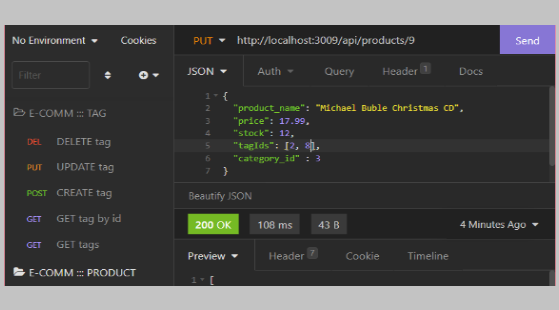 No Environment Cookies
PUT http://localhost:3009/api/products/9 Send
Filter
JSON Auth Query Header 1 Docs
1 {
2 "product_name": "Michael Buble Christmas CD",
3 "price": 17.99,
4 "stock": 12,
5 "tagIds": [2, 8],
6 "category_id" : 3
7 }
E-COMM ::: TAG
DEL DELETE tag
PUT UPDATE tag
POST CREATE tag
GET GET tag by id
GET GET tags
E-COMM ::: PRODUCT
Beautify JSON
200 OK 108 ms 43 B 4 Minutes Ago
Preview Header 7 Cookie Timeline
1 [